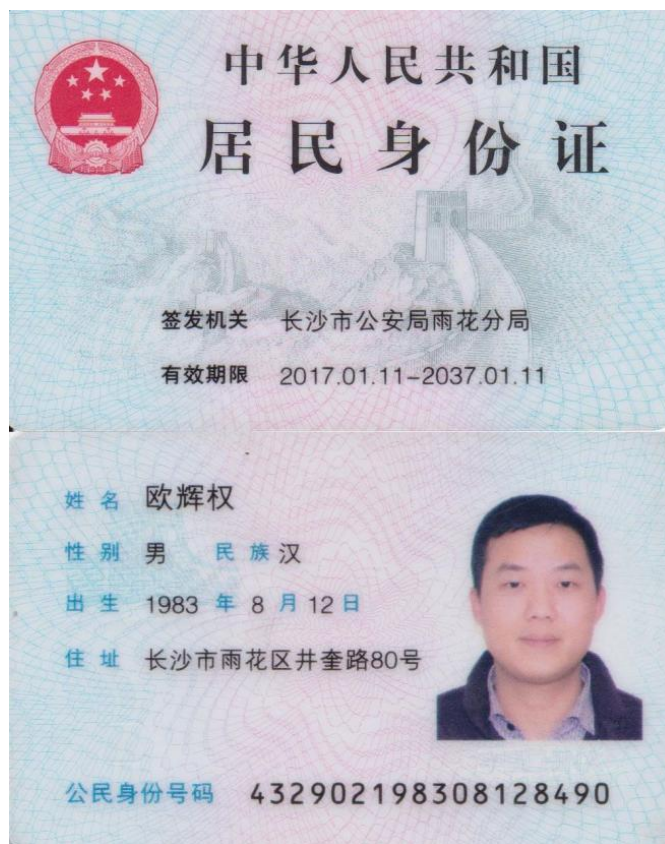 中华人民共和国
居民身份证
签发机关 长沙市公安局雨花分局
有效期限 2017.01.11-2037.01.11
姓名 欧辉权
性别 男 民族 汉
出生 1983 年 8 月 12 日
住址 长沙市雨花区井奎路80号
公民身份号码 432902198308128490